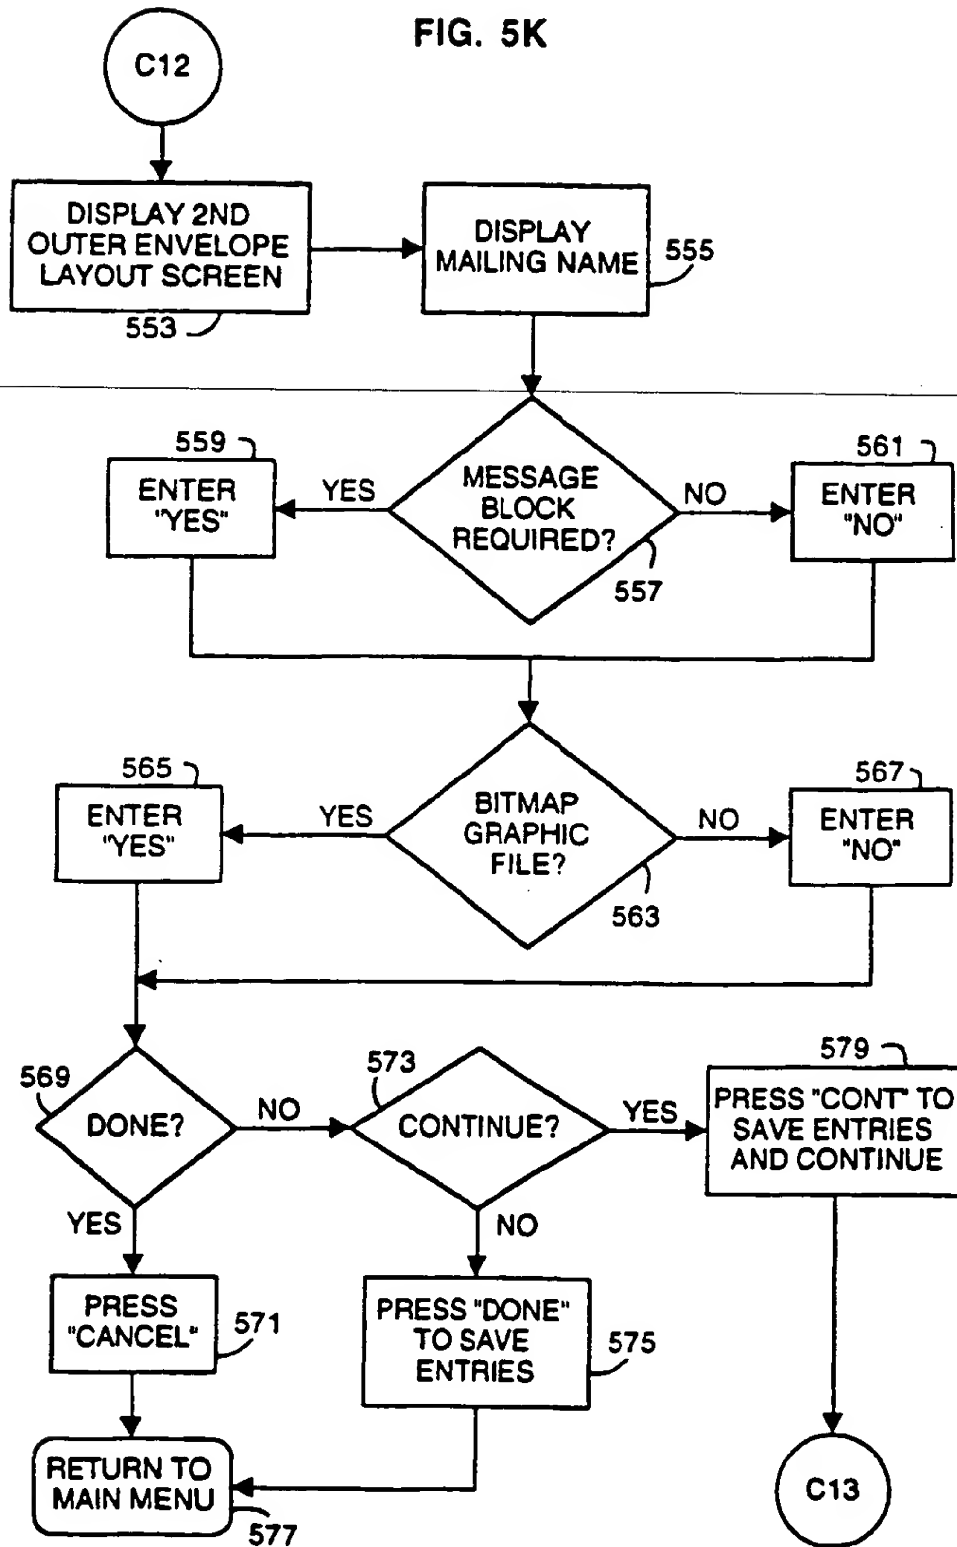 FIG. 5K
C12
DISPLAY 2ND
OUTER ENVELOPE
LAYOUT SCREEN
553
DISPLAY
MAILING NAME
555
559
ENTER
"YES"
YES
MESSAGE
BLOCK
REQUIRED?
557
NO
561
ENTER
"NO"
565
ENTER
"YES"
YES
BITMAP
GRAPHIC
FILE?
563
NO
567
ENTER
"NO"
569
DONE?
NO
573
CONTINUE?
YES
579
PRESS "CONT" TO
SAVE ENTRIES
AND CONTINUE
YES
NO
PRESS
"CANCEL"
571
PRESS "DONE"
TO SAVE
ENTRIES
575
RETURN TO
MAIN MENU
577
C13